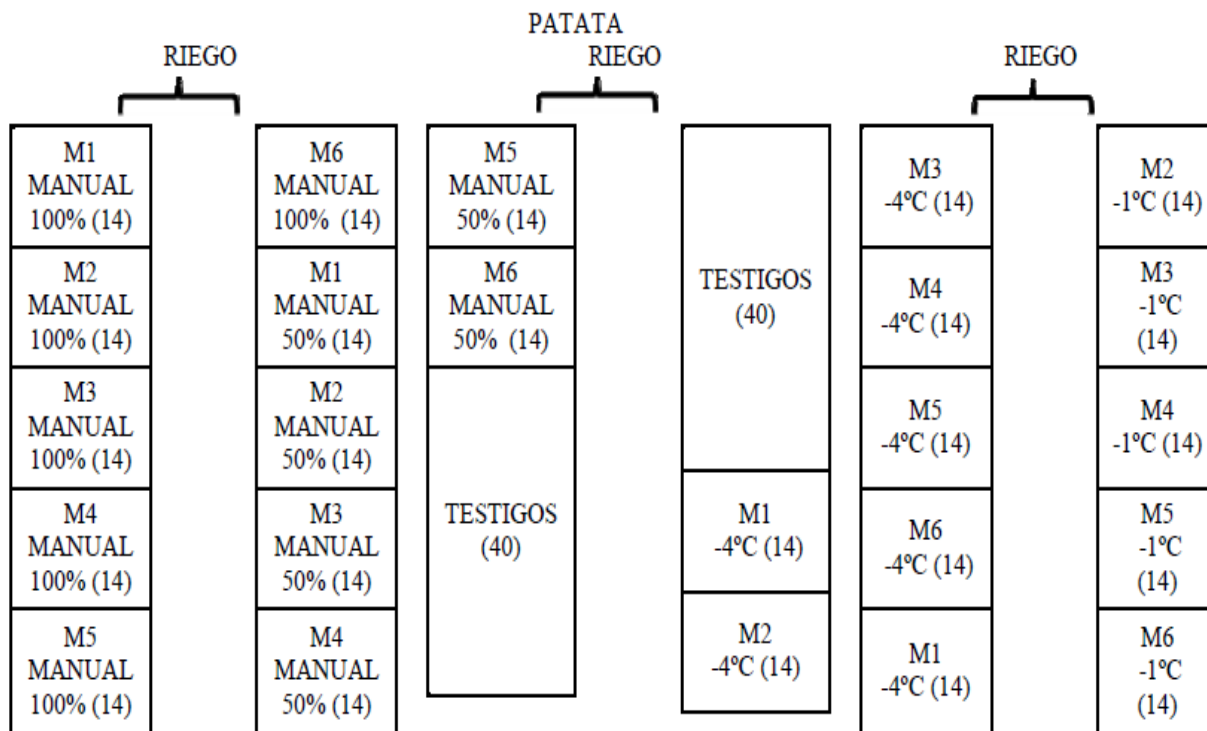 PATATA
RIEGO
RIEGO
RIEGO
M1
MANUAL
100% (14)
M2
MANUAL
100% (14)
M3
MANUAL
100% (14)
M4
MANUAL
100% (14)
M5
MANUAL
100% (14)
M6
MANUAL
100% (14)
M1
MANUAL
50% (14)
M2
MANUAL
50% (14)
M3
MANUAL
50% (14)
M4
MANUAL
50% (14)
M5
MANUAL
50% (14)
M6
MANUAL
50% (14)
TESTIGOS
(40)
TESTIGOS
(40)
M1
-4ºC (14)
M2
-4ºC (14)
M3
-4ºC (14)
M4
-4ºC (14)
M5
-4ºC (14)
M6
-4ºC (14)
M1
-4ºC (14)
M2
-1ºC (14)
M3
-1ºC
(14)
M4
-1ºC (14)
M5
-1ºC
(14)
M6
-1ºC
(14)